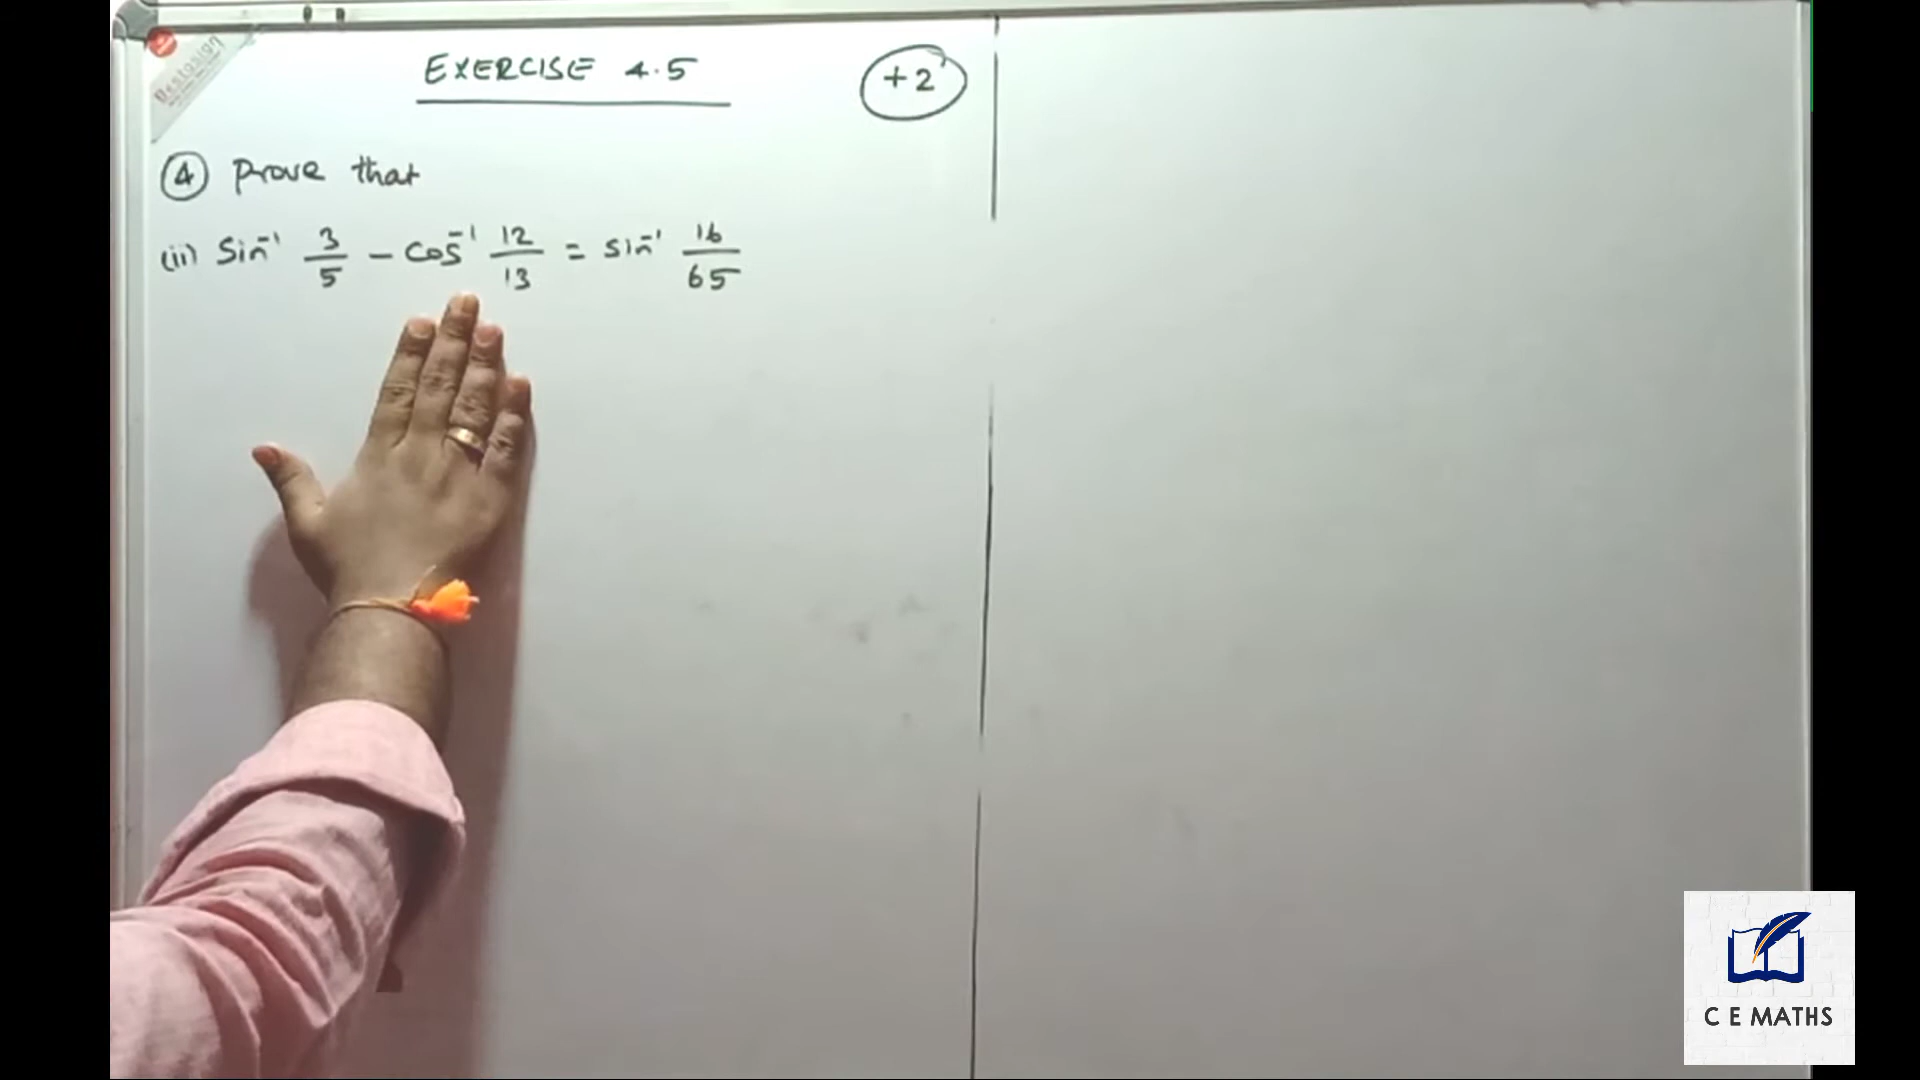 EXERCISE 4.5
+2
4 Prove that
(ii) Sin⁻¹ 3/5 − Cos⁻¹ 12/13 = Sin⁻¹ 16/65
C E MATHS